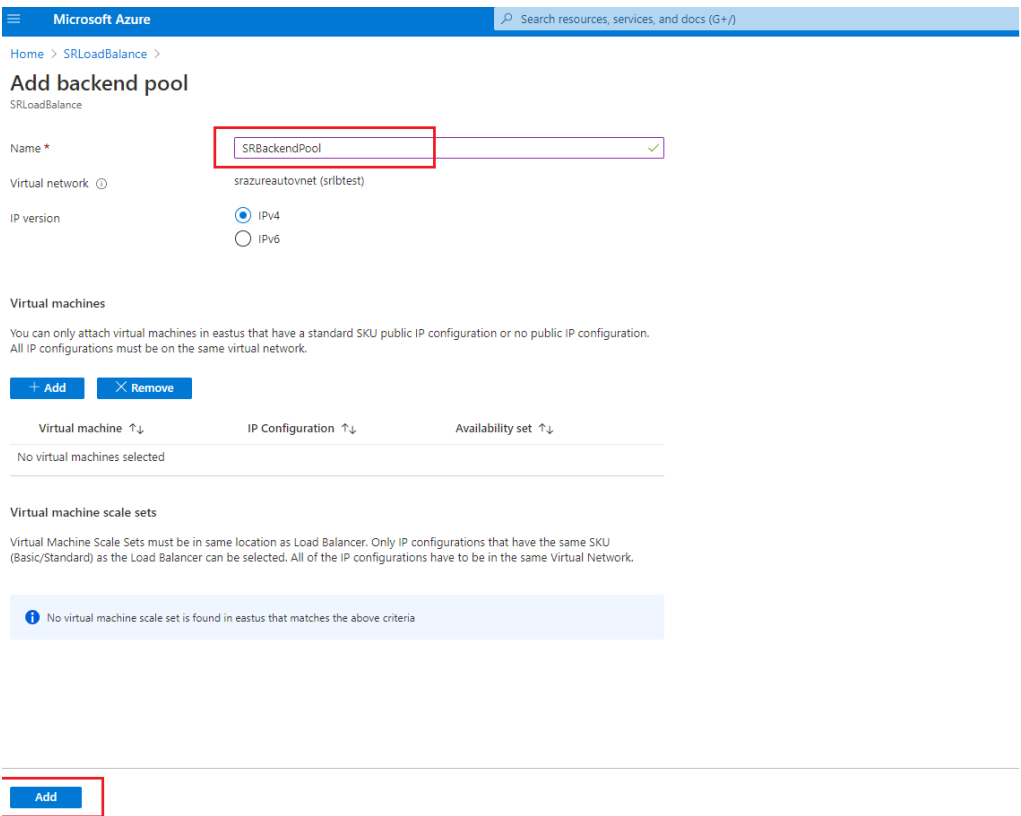 Microsoft Azure
Search resources, services, and docs (G+/)
Home > SRLoadBalance >
Add backend pool
SRLoadBalance
Name *
SRBackendPool
Virtual network
srazureautovnet (srlbtest)
IP version
IPv4
IPv6
Virtual machines
You can only attach virtual machines in eastus that have a standard SKU public IP configuration or no public IP configuration.
All IP configurations must be on the same virtual network.
+ Add
Remove
Virtual machine ↑↓ IP Configuration ↑↓ Availability set ↑↓
No virtual machines selected
Virtual machine scale sets
Virtual Machine Scale Sets must be in same location as Load Balancer. Only IP configurations that have the same SKU
(Basic/Standard) as the Load Balancer can be selected. All of the IP configurations have to be in the same Virtual Network.
No virtual machine scale set is found in eastus that matches the above criteria
Add